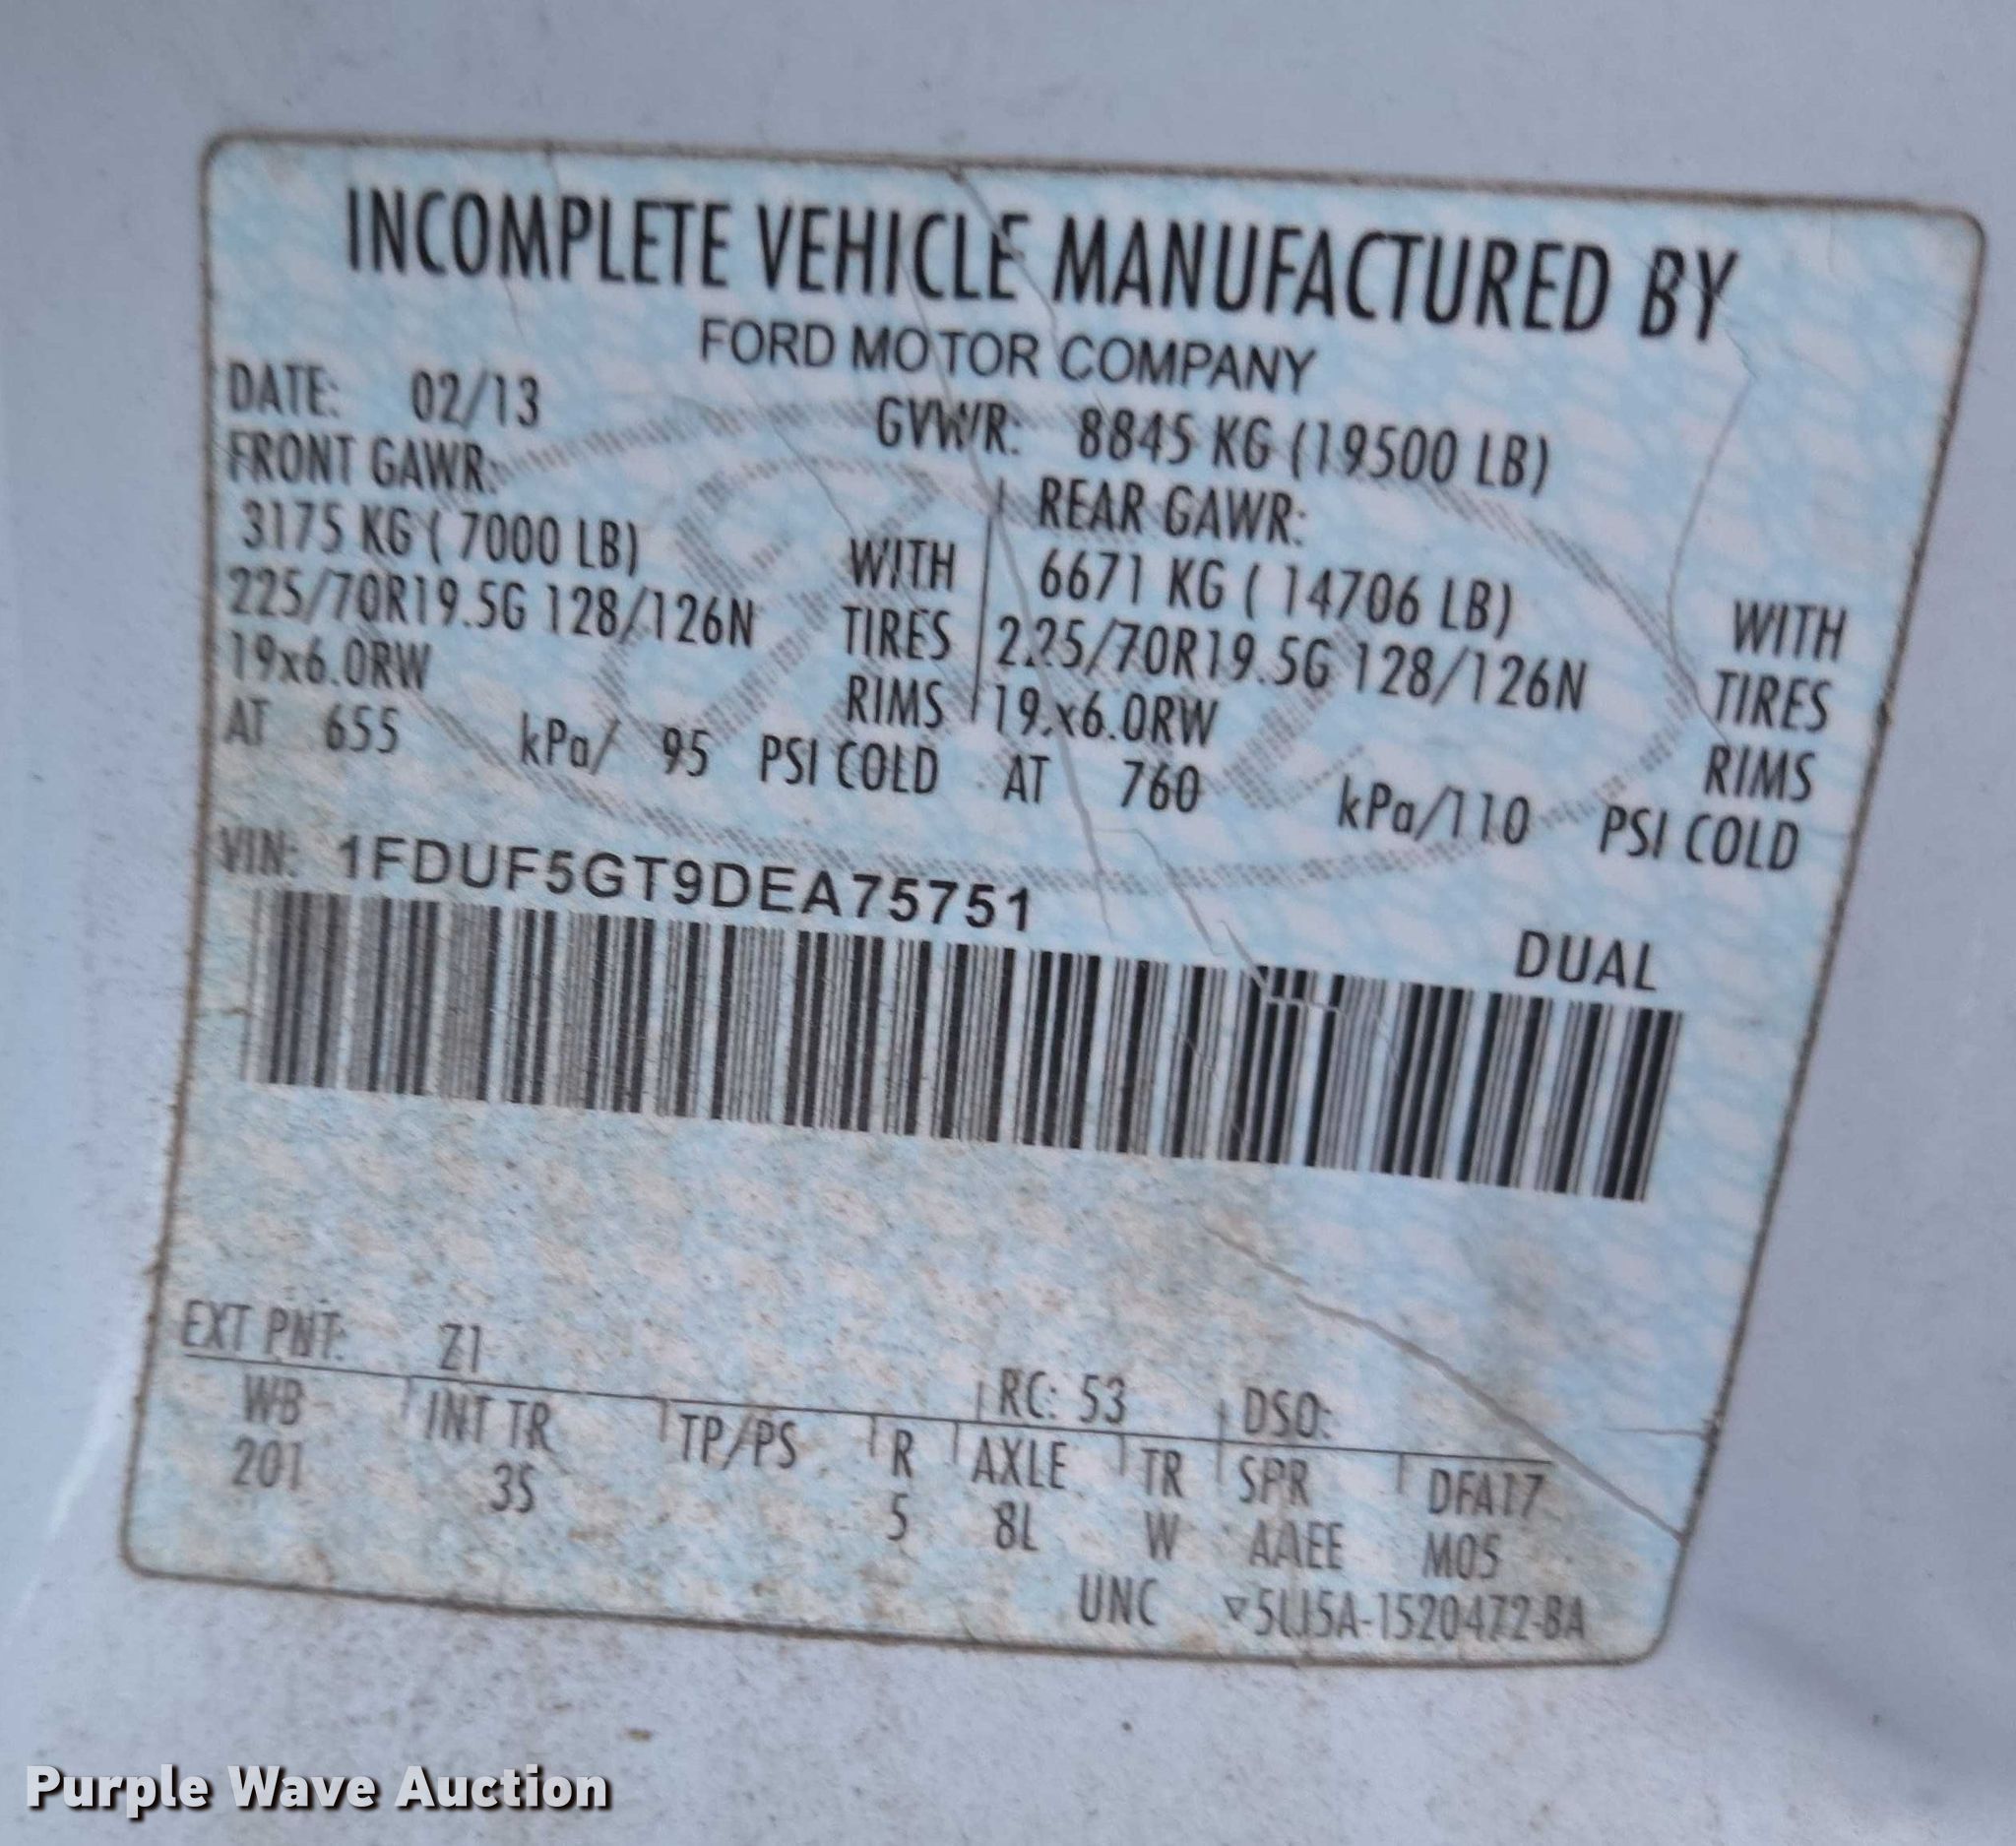 INCOMPLETE VEHICLE MANUFACTURED BY
FORD MOTOR COMPANY
DATE: 02/13 GVWR: 8845 KG (19500 LB)
FRONT GAWR: REAR GAWR:
3175 KG ( 7000 LB) WITH 6671 KG ( 14706 LB) WITH
225/70R19.5G 128/126N TIRES 225/70R19.5G 128/126N TIRES
19x6.0RW RIMS 19.x6.0RW RIMS
AT 655 kPa/ 95 PSI COLD AT 760 kPa/110 PSI COLD
VIN: 1FDUF5GT9DEA75751
DUAL
EXT PNT: Z1 RC: 53 DSO:
WB INT TR TP/PS R AXLE TR SPR DFA17
201 3S 5 8L W AAEE M05
UNC ▽5U5A-1520472-BA
Purple Wave Auction